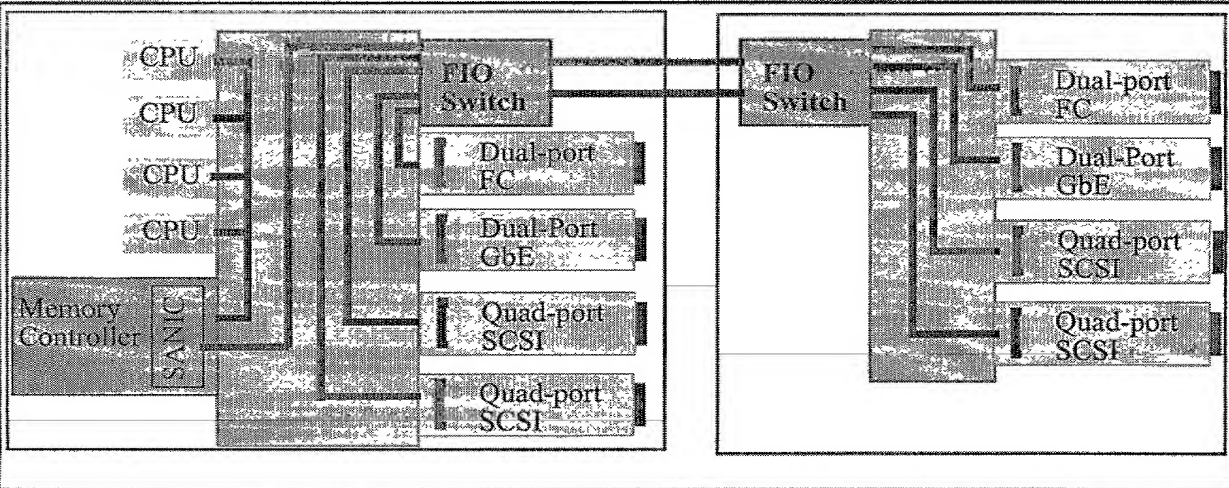 CPU
CPU
CPU
CPU
Memory
Controller
SANIC
FIO
Switch
Dual-port
FC
Dual-Port
GbE
Quad-port
SCSI
Quad-port
SCSI
FIO
Switch
Dual-port
FC
Dual-Port
GbE
Quad-port
SCSI
Quad-port
SCSI